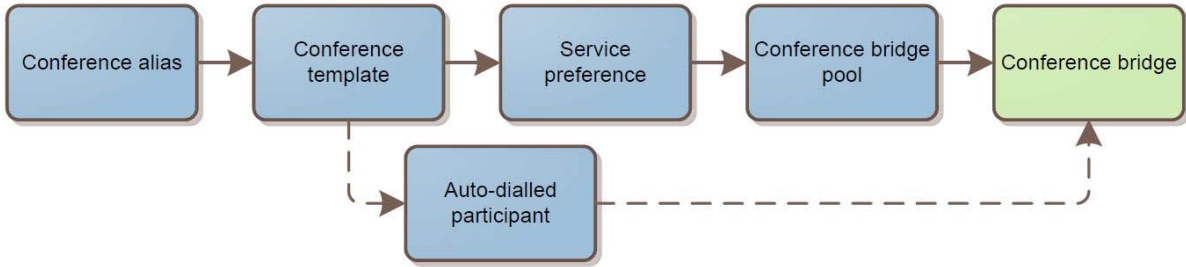 Conference alias
Conference
template
Service
preference
Conference bridge
pool
Conference bridge
Auto-dialled
participant